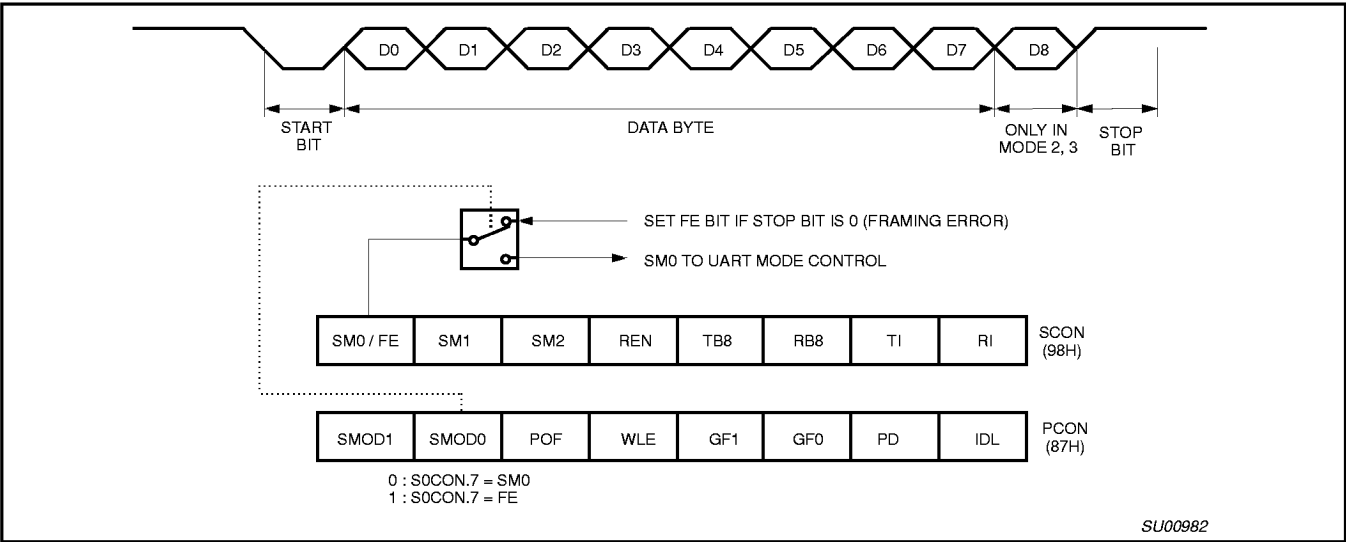 D0 D1 D2 D3 D4 D5 D6 D7 D8
START
BIT
DATA BYTE
ONLY IN
MODE 2, 3
STOP
BIT
SET FE BIT IF STOP BIT IS 0 (FRAMING ERROR)
SM0 TO UART MODE CONTROL
SM0 / FE SM1 SM2 REN TB8 RB8 TI RI
SCON
(98H)
SMOD1 SMOD0 POF WLE GF1 GF0 PD IDL
PCON
(87H)
0 : S0CON.7 = SM0
1 : S0CON.7 = FE
SU00982